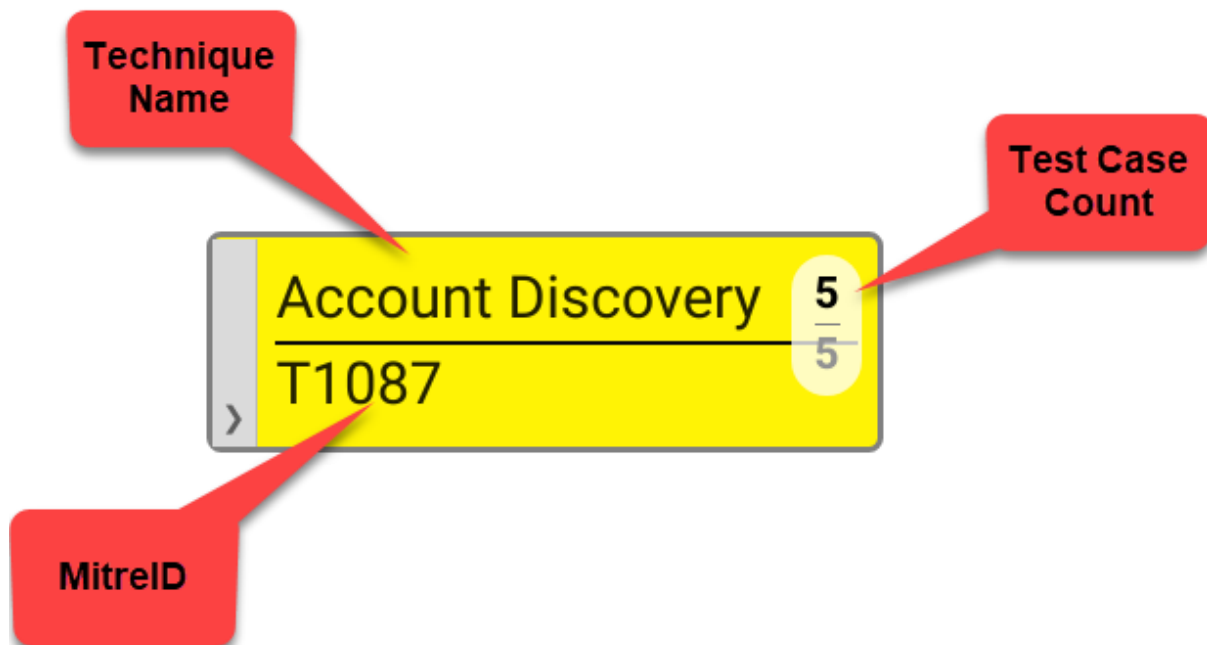 Technique
Name
Test Case
Count
Account Discovery
5
5
T1087
MitreID